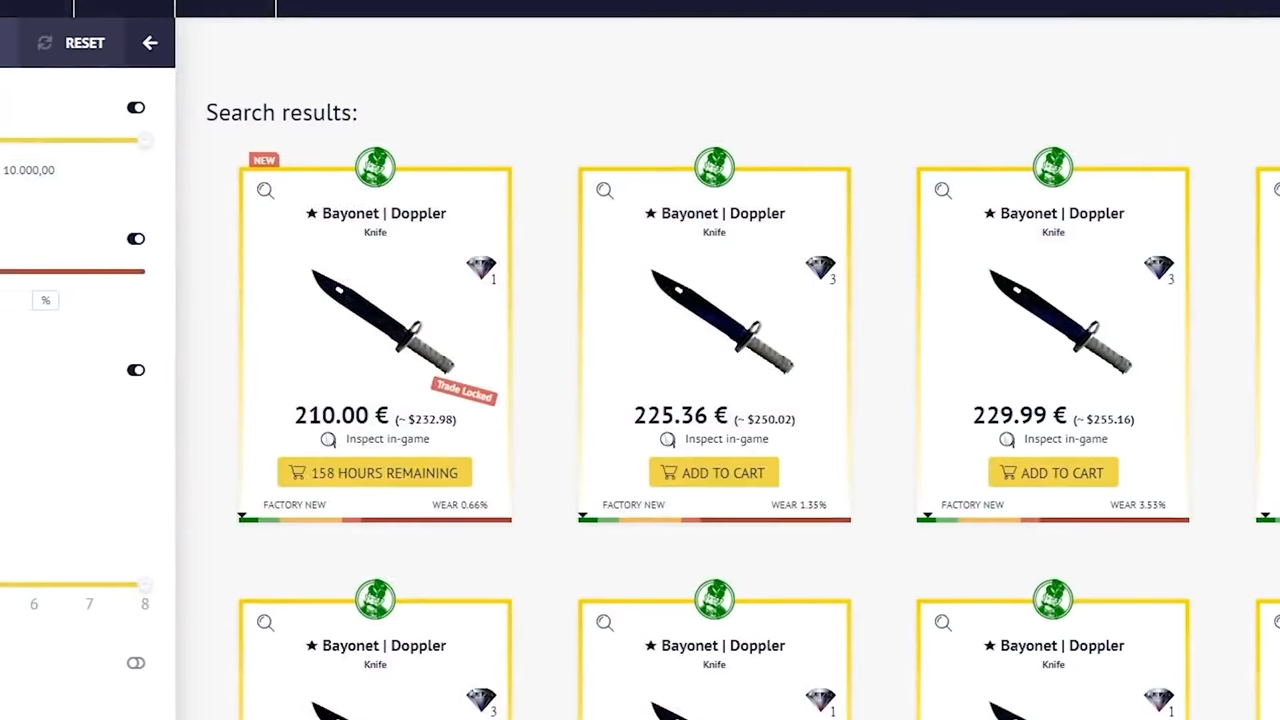 RESET
10.000,00
%
6 7 8
Search results:
NEW
★ Bayonet | Doppler
Knife
1
Trade Locked
210.00 € (~ $232.98)
Inspect in-game
158 HOURS REMAINING
FACTORY NEW WEAR 0.66%
★ Bayonet | Doppler
Knife
3
225.36 € (~ $250.02)
Inspect in-game
ADD TO CART
FACTORY NEW WEAR 1.35%
★ Bayonet | Doppler
Knife
3
229.99 € (~ $255.16)
Inspect in-game
ADD TO CART
FACTORY NEW WEAR 3.53%
★ Bayonet | Doppler
Knife
3
★ Bayonet | Doppler
Knife
1
★ Bayonet | Doppler
Knife
1